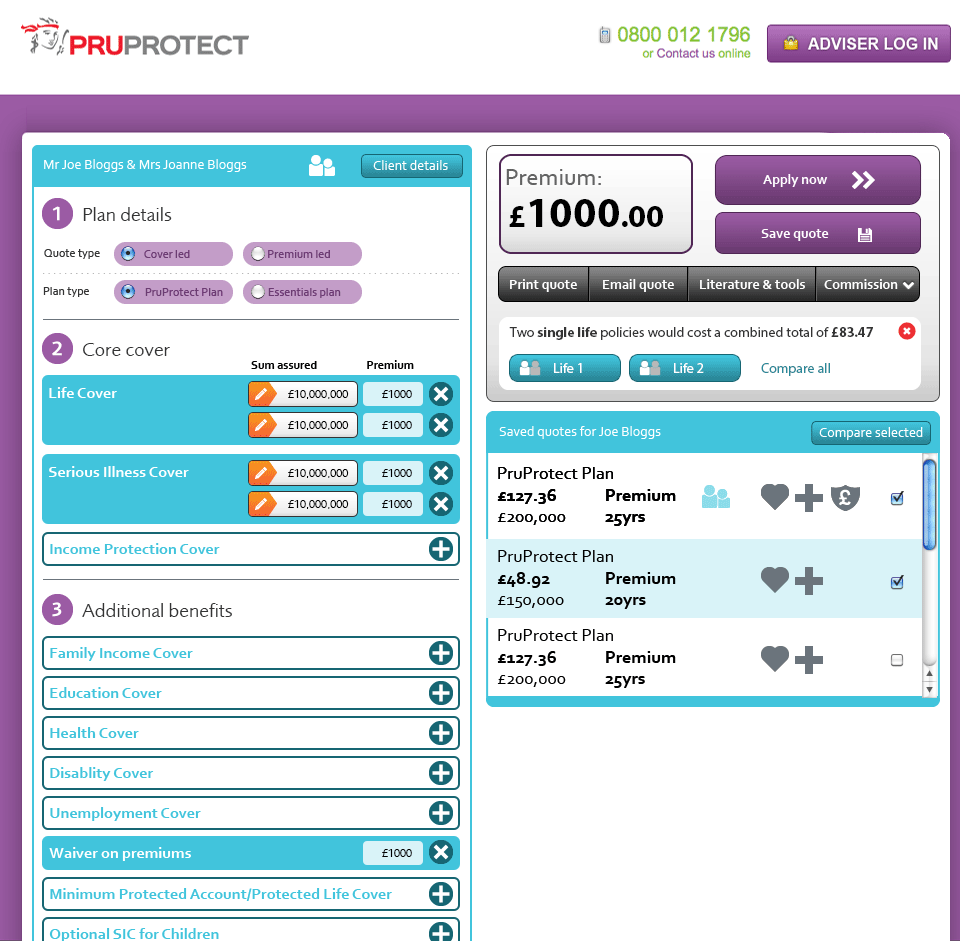 PRUPROTECT
0800 012 1796
or Contact us online
ADVISER LOG IN
Mr Joe Bloggs & Mrs Joanne Bloggs
Client details
1 Plan details
Quote type Cover led Premium led
Plan type PruProtect Plan Essentials plan
2 Core cover
Sum assured Premium
Life Cover £10,000,000 £1000
£10,000,000 £1000
Serious Illness Cover £10,000,000 £1000
£10,000,000 £1000
Income Protection Cover
3 Additional benefits
Family Income Cover
Education Cover
Health Cover
Disablity Cover
Unemployment Cover
Waiver on premiums £1000
Minimum Protected Account/Protected Life Cover
Optional SIC for Children
Premium:
£1000.00
Apply now
Save quote
Print quote Email quote Literature & tools Commission
Two single life policies would cost a combined total of £83.47
Life 1 Life 2 Compare all
Saved quotes for Joe Bloggs Compare selected
PruProtect Plan
£127.36 Premium
£200,000 25yrs
£
PruProtect Plan
£48.92 Premium
£150,000 20yrs
PruProtect Plan
£127.36 Premium
£200,000 25yrs